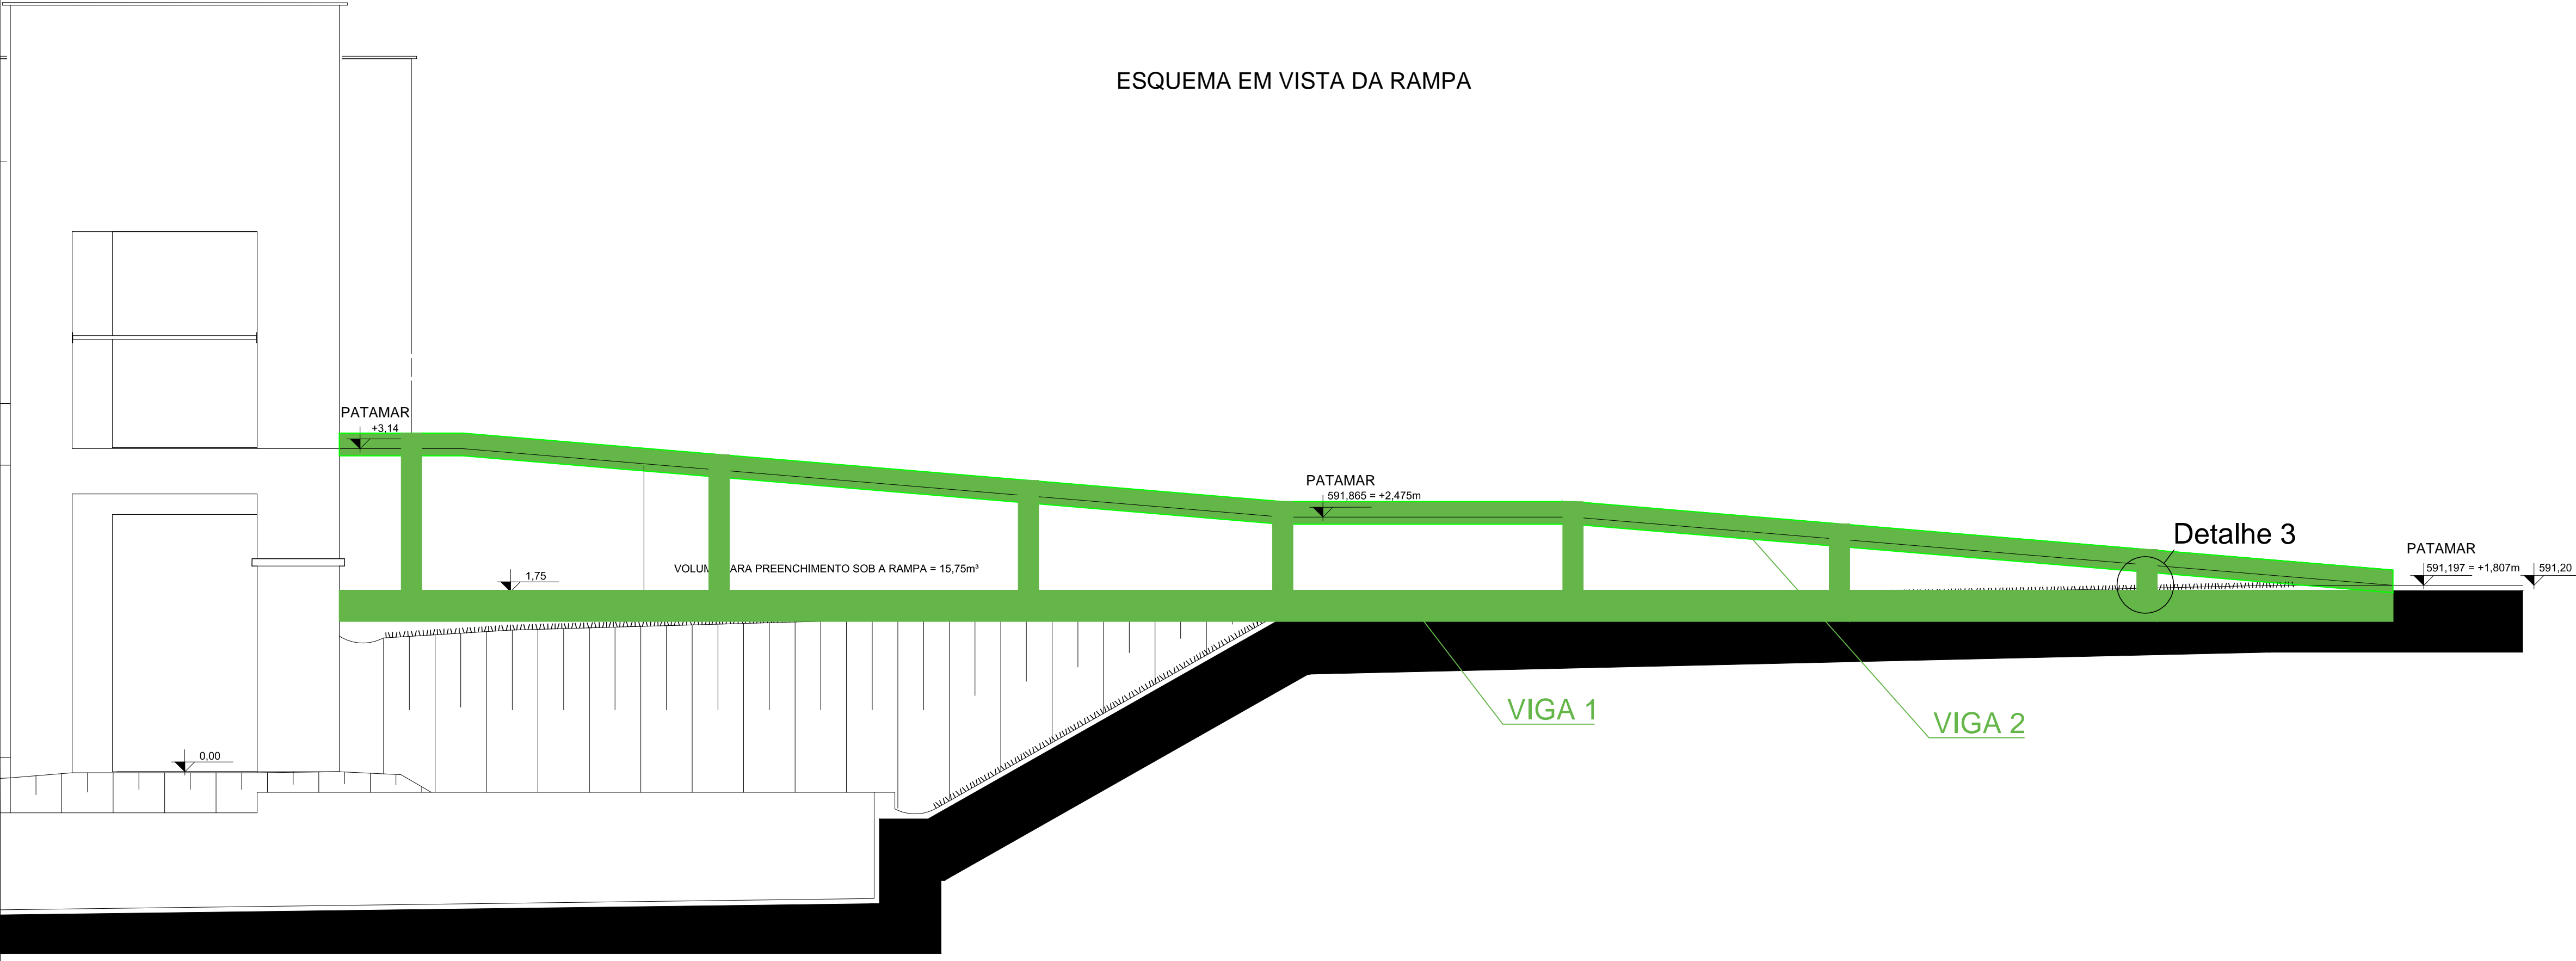 ESQUEMA EM VISTA DA RAMPA
PATAMAR
+3,14
PATAMAR
591,865 = +2,475m
Detalhe 3
PATAMAR
591,197 = +1,807m
591,20
VOLUM ARA PREENCHIMENTO SOB A RAMPA = 15,75m³
1,75
VIGA 1
VIGA 2
0,00